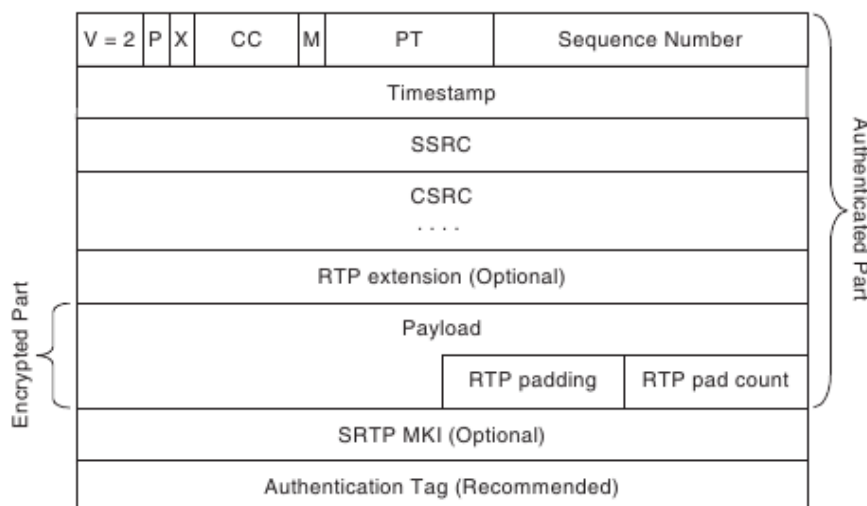 V = 2 P X CC M PT Sequence Number
Timestamp
SSRC
CSRC
. . . .
RTP extension (Optional)
Payload
RTP padding RTP pad count
SRTP MKI (Optional)
Authentication Tag (Recommended)
Encrypted Part
Authenticated Part